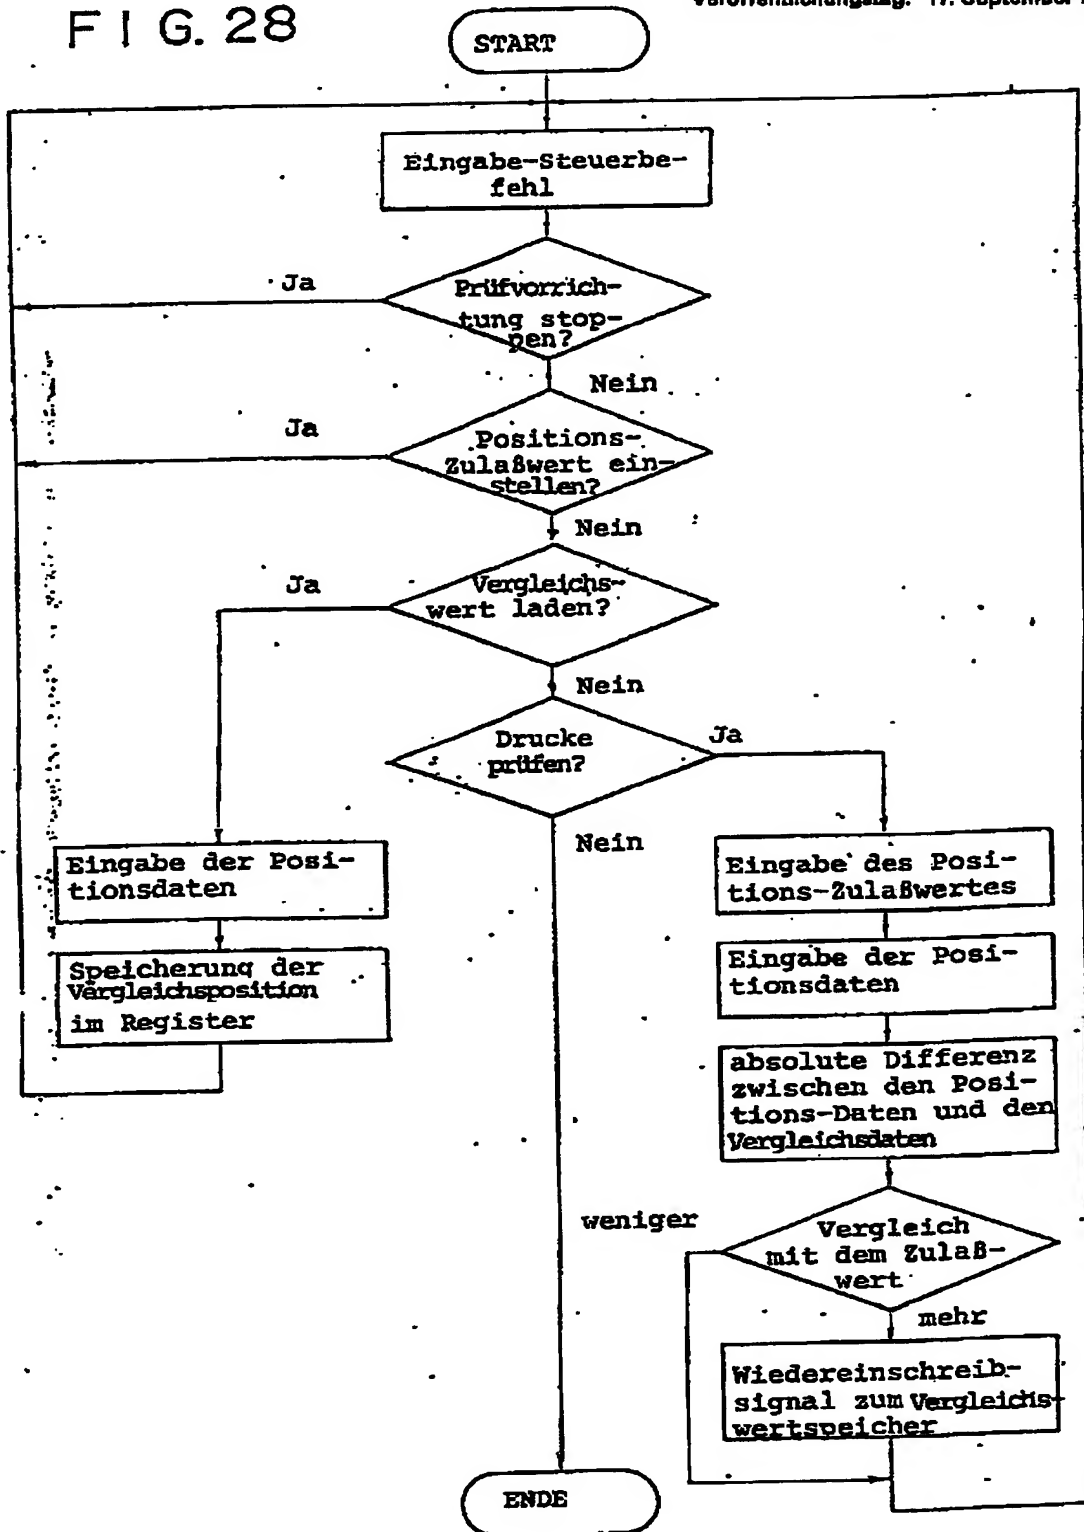 FIG. 28
START
Eingabe-Steuerbe-
fehl
Ja
Prüfvorrich-
tung stop-
pen?
Nein
Ja
Positions-
Zulaßwert ein-
stellen?
Nein
Ja
Vergleichs-
wert laden?
Nein
Drucke
prüfen?
Ja
Nein
Eingabe der Posi-
tionsdaten
Speicherung der
Vergleichsposition
im Register
Eingabe des Posi-
tions-Zulaßwertes
Eingabe der Posi-
tionsdaten
absolute Differenz
zwischen den Posi-
tions-Daten und den
Vergleichsdaten
weniger
Vergleich
mit dem Zulaß-
wert
mehr
Wiedereinschreib-
signal zum Vergleichs-
wertspeicher
ENDE